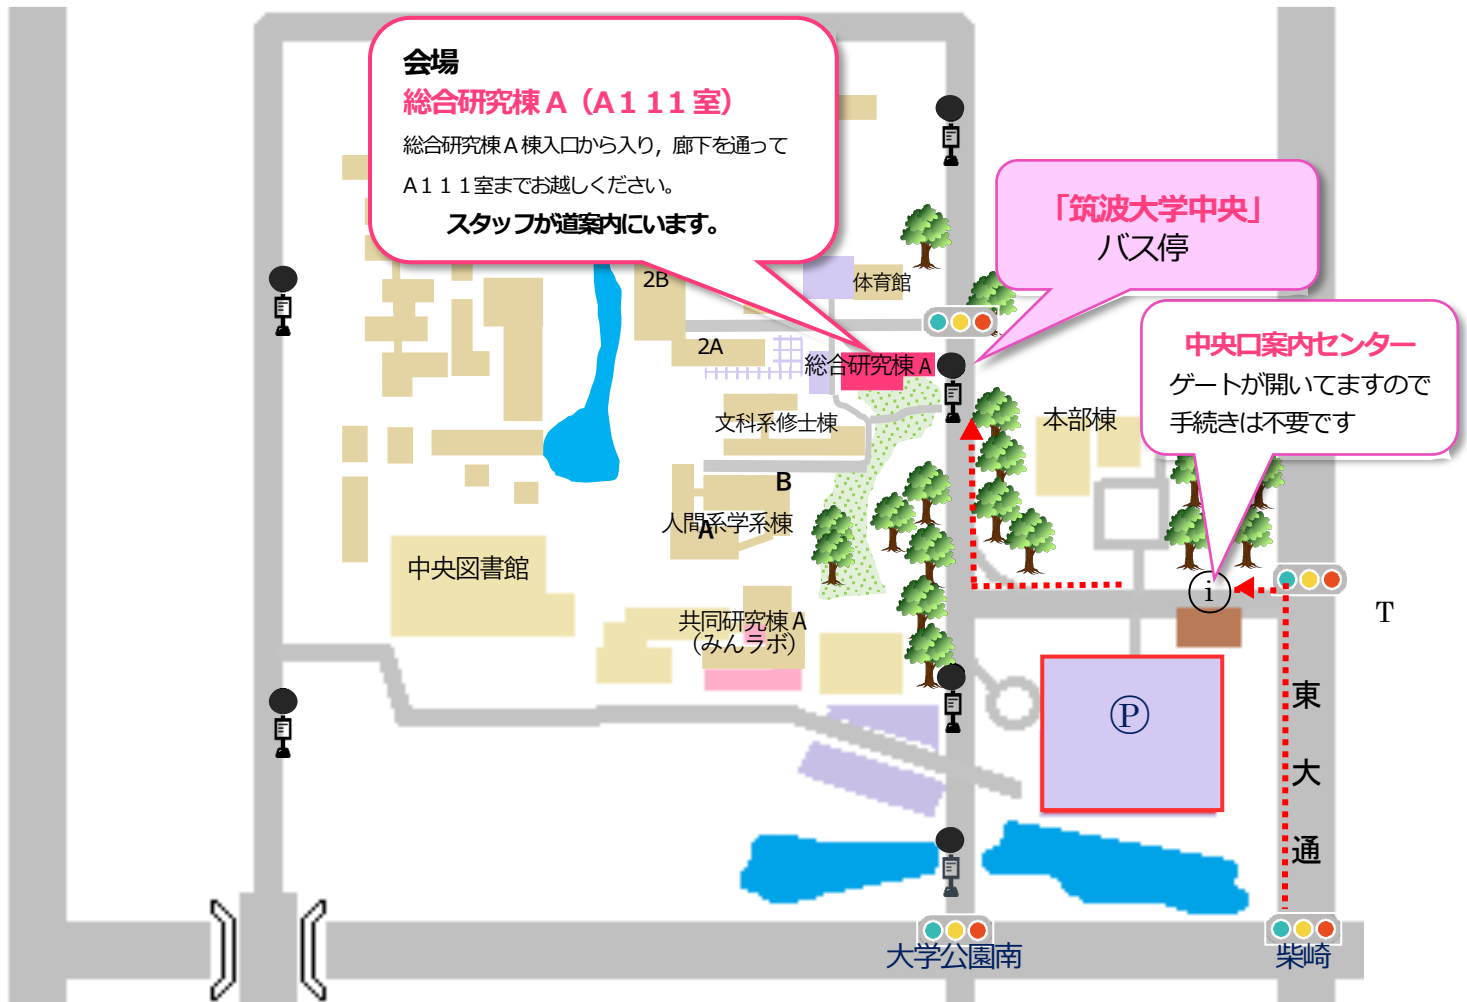 会場
総合研究棟A（A111室）
総合研究棟A棟入口から入り，廊下を通って
A111室までお越しください。
スタッフが道案内にいます。
「筑波大学中央」
バス停
中央口案内センター
ゲートが開いてますので
手続きは不要です
2B
体育館
2A
総合研究棟A
文科系修士棟
本部棟
B
人間系学系棟
A
中央図書館
共同研究棟A
（みんラボ）
i
T
P
東
大
通
大学公園南
柴崎